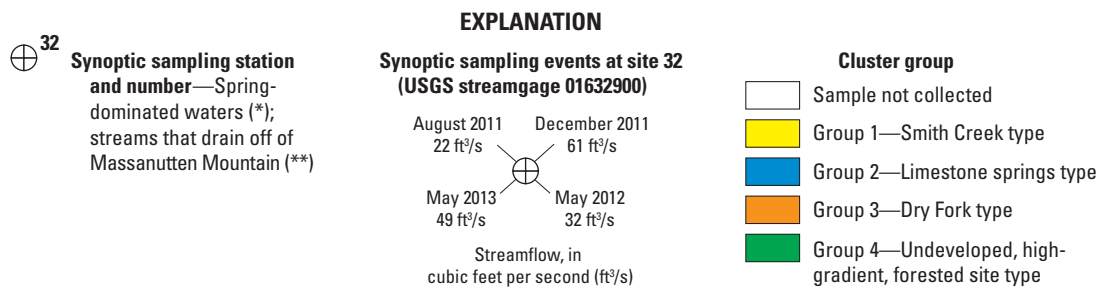 EXPLANATION
32
Synoptic sampling station
and number—Spring-
dominated waters (*);
streams that drain off of
Massanutten Mountain (**)
Synoptic sampling events at site 32
(USGS streamgage 01632900)
August 2011
22 ft³/s
December 2011
61 ft³/s
May 2013
49 ft³/s
May 2012
32 ft³/s
Streamflow, in
cubic feet per second (ft³/s)
Cluster group
Sample not collected
Group 1—Smith Creek type
Group 2—Limestone springs type
Group 3—Dry Fork type
Group 4—Undeveloped, high-
gradient, forested site type